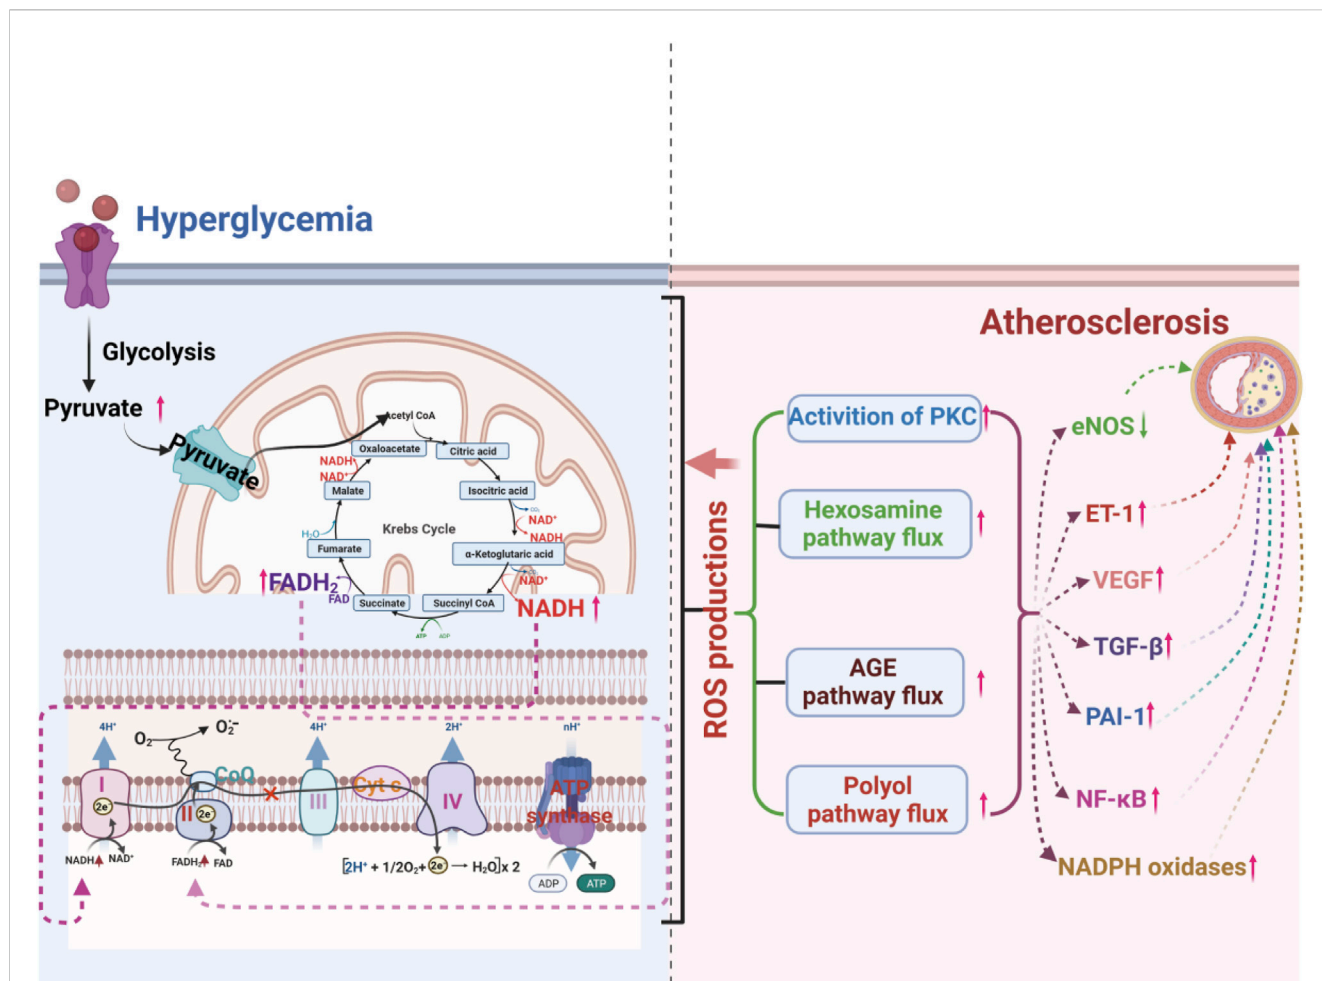 Hyperglycemia
Glycolysis
Pyruvate
Pyruvate
Acetyl CoA
Oxaloacetate
Citric acid
NADH
NAD⁺
Malate
Isocitric acid
CO₂
NAD⁺
NADH
H₂O
Krebs Cycle
Fumarate
α-Ketoglutaric acid
CO₂
NAD⁺
FADH₂
FAD
Succinate
Succinyl CoA
NADH
ATP
ADP
4H⁺
O₂
O₂·⁻
4H⁺
2H⁺
nH⁺
I
CoQ
Cyt c
ATP
synthase
2e⁻
II
2e⁻
III
IV
NADH
NAD⁺
FADH₂
FAD
[2H⁺ + 1/2O₂+ 2e⁻ → H₂O] x 2
ADP
ATP
ROS productions
Atherosclerosis
Activition of PKC
Hexosamine
pathway flux
AGE
pathway flux
Polyol
pathway flux
eNOS
ET-1
VEGF
TGF-β
PAI-1
NF-κB
NADPH oxidases